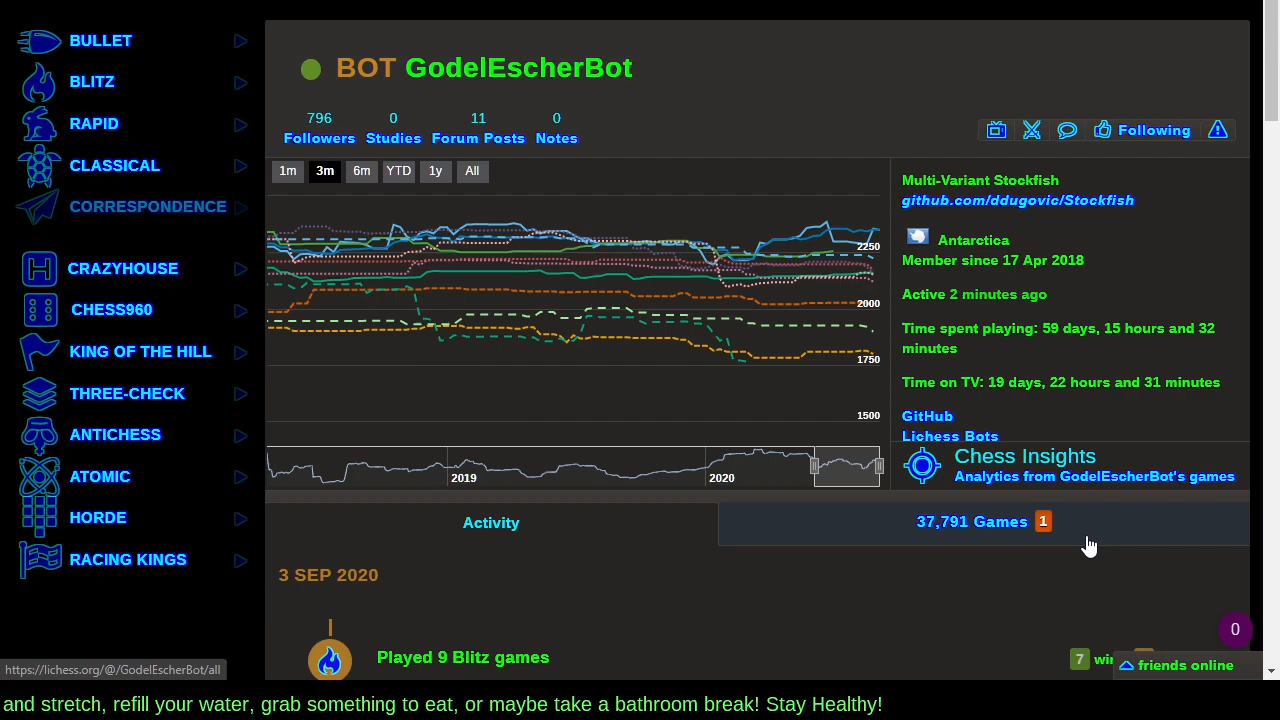 BULLET
BLITZ
RAPID
CLASSICAL
CORRESPONDENCE
CRAZYHOUSE
CHESS960
KING OF THE HILL
THREE-CHECK
ANTICHESS
ATOMIC
HORDE
RACING KINGS
BOT GodelEscherBot
796 0 11 0
Followers Studies Forum Posts Notes
Following
1m 3m 6m YTD 1y All
2250
2000
1750
1500
2019 2020
Multi-Variant Stockfish
github.com/ddugovic/Stockfish
Antarctica
Member since 17 Apr 2018
Active 2 minutes ago
Time spent playing: 59 days, 15 hours and 32
minutes
Time on TV: 19 days, 22 hours and 31 minutes
GitHub
Lichess Bots
Chess Insights
Analytics from GodelEscherBot's games
Activity 37,791 Games 1
3 SEP 2020
Played 9 Blitz games
7
0
friends online
https://lichess.org/@/GodelEscherBot/all
and stretch, refill your water, grab something to eat, or maybe take a bathroom break! Stay Healthy!